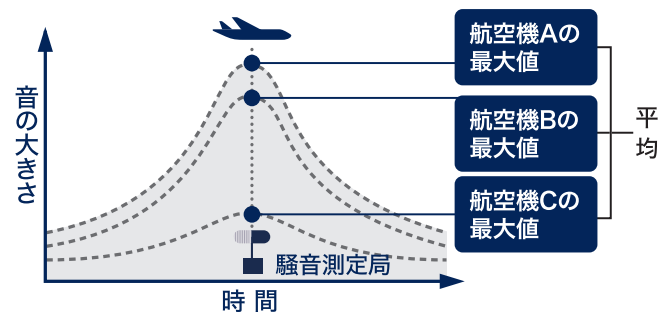 航空機Aの
最大値
航空機Bの
最大値
航空機Cの
最大値
平均
音の大きさ
騒音測定局
時間